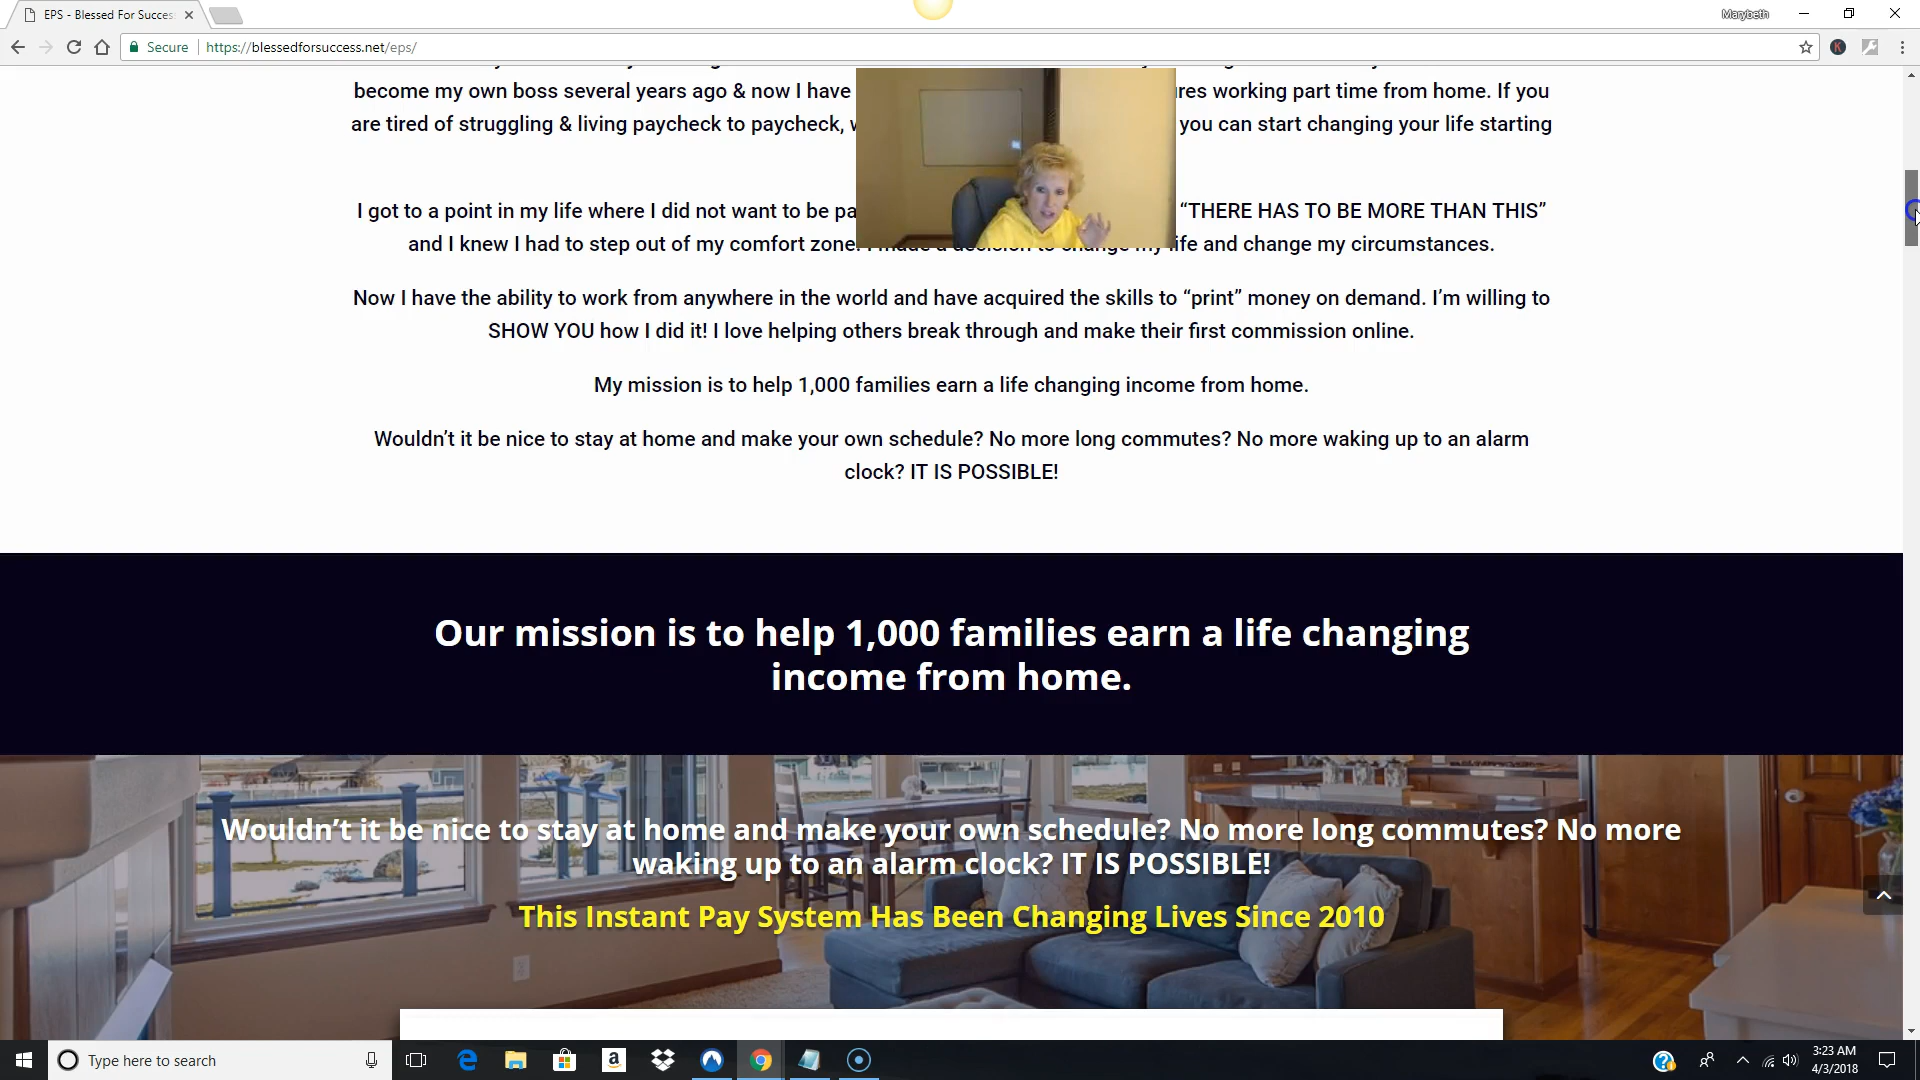 EPS - Blessed For Succes
Marybeth
Secure https://blessedforsuccess.net/eps/
become my own boss several years ago & now I have res working part time from home. If you
are tired of struggling & living paycheck to paycheck, you can start changing your life starting
I got to a point in my life where I did not want to be “THERE HAS TO BE MORE THAN THIS”
and I knew I had to step out of my comfort zone. I made a decision to change my life and change my circumstances.
Now I have the ability to work from anywhere in the world and have acquired the skills to “print” money on demand. I’m willing to
SHOW YOU how I did it! I love helping others break through and make their first commission online.
My mission is to help 1,000 families earn a life changing income from home.
Wouldn’t it be nice to stay at home and make your own schedule? No more long commutes? No more waking up to an alarm
clock? IT IS POSSIBLE!
Our mission is to help 1,000 families earn a life changing
income from home.
Wouldn’t it be nice to stay at home and make your own schedule? No more long commutes? No more
waking up to an alarm clock? IT IS POSSIBLE!
This Instant Pay System Has Been Changing Lives Since 2010
Type here to search
3:23 AM
4/3/2018